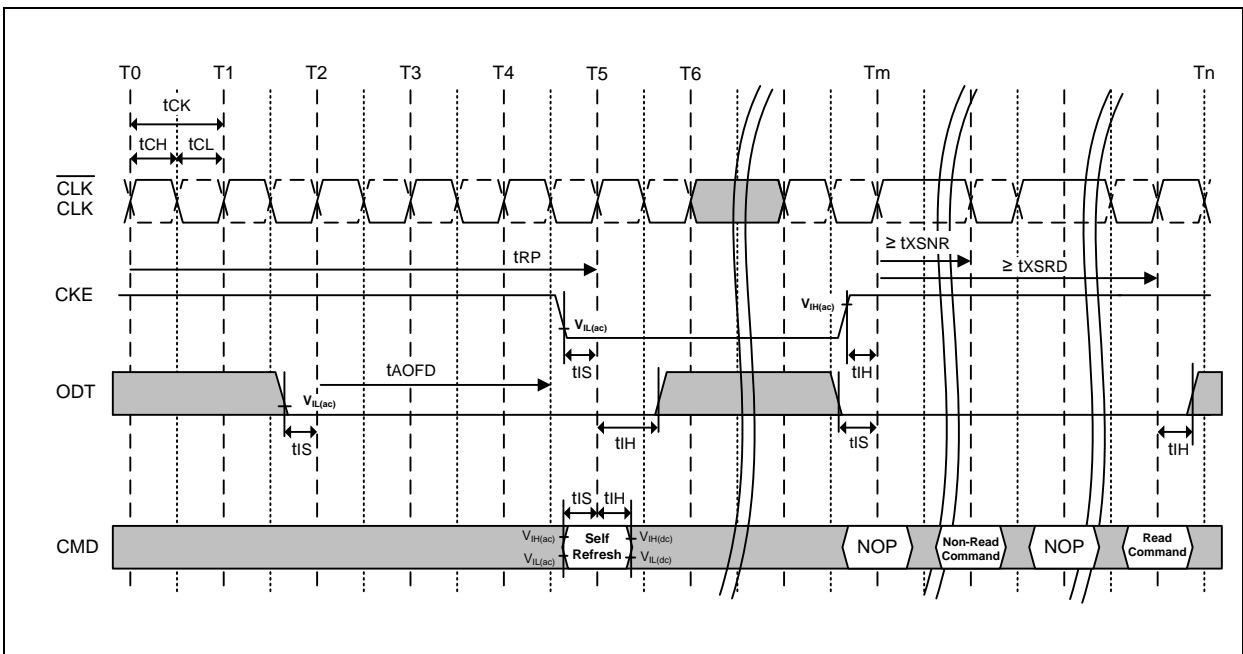 T0 T1 T2 T3 T4 T5 T6 Tm Tn
tCK
tCH tCL
CLK
CLK
tRP
≥ tXSNR
≥ tXSRD
CKE
VIL(ac)
VIH(ac)
tIS
tIH
ODT
VIL(ac)
tAOFD
tIS
tIH
tIS
tIH
tIS tIH
CMD
VIH(ac)
VIL(ac)
Self
Refresh
VIH(dc)
VIL(dc)
NOP
Non-Read
Command
NOP
Read
Command